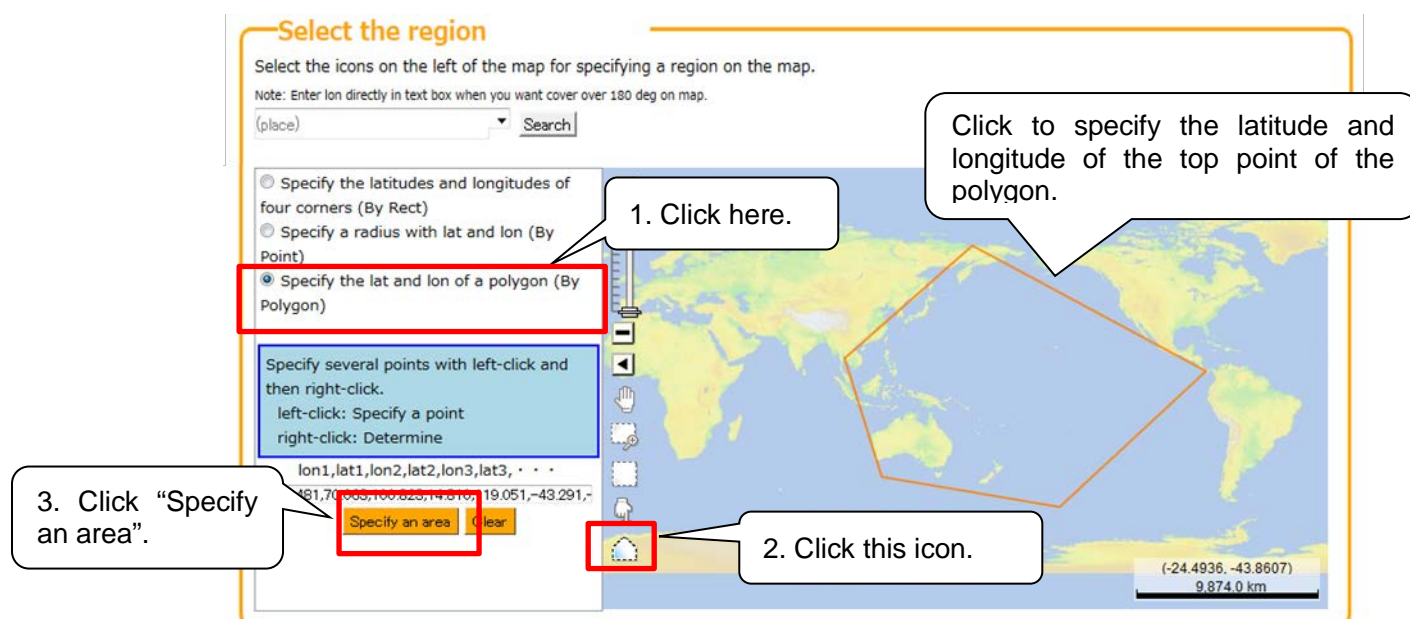 Select the region
Select the icons on the left of the map for specifying a region on the map.
Note: Enter lon directly in text box when you want cover over 180 deg on map.
(place)
Search
Click to specify the latitude and
longitude of the top point of the
polygon.
Specify the latitudes and longitudes of
four corners (By Rect)
Specify a radius with lat and lon (By
Point)
Specify the lat and lon of a polygon (By
Polygon)
1. Click here.
Specify several points with left-click and
then right-click.
left-click: Specify a point
right-click: Determine
lon1,lat1,lon2,lat2,lon3,lat3,・・・
19.051,-43.291,-
Specify an area
Clear
3. Click “Specify
an area”.
2. Click this icon.
(-24.4936, -43.8607)
9,874.0 km